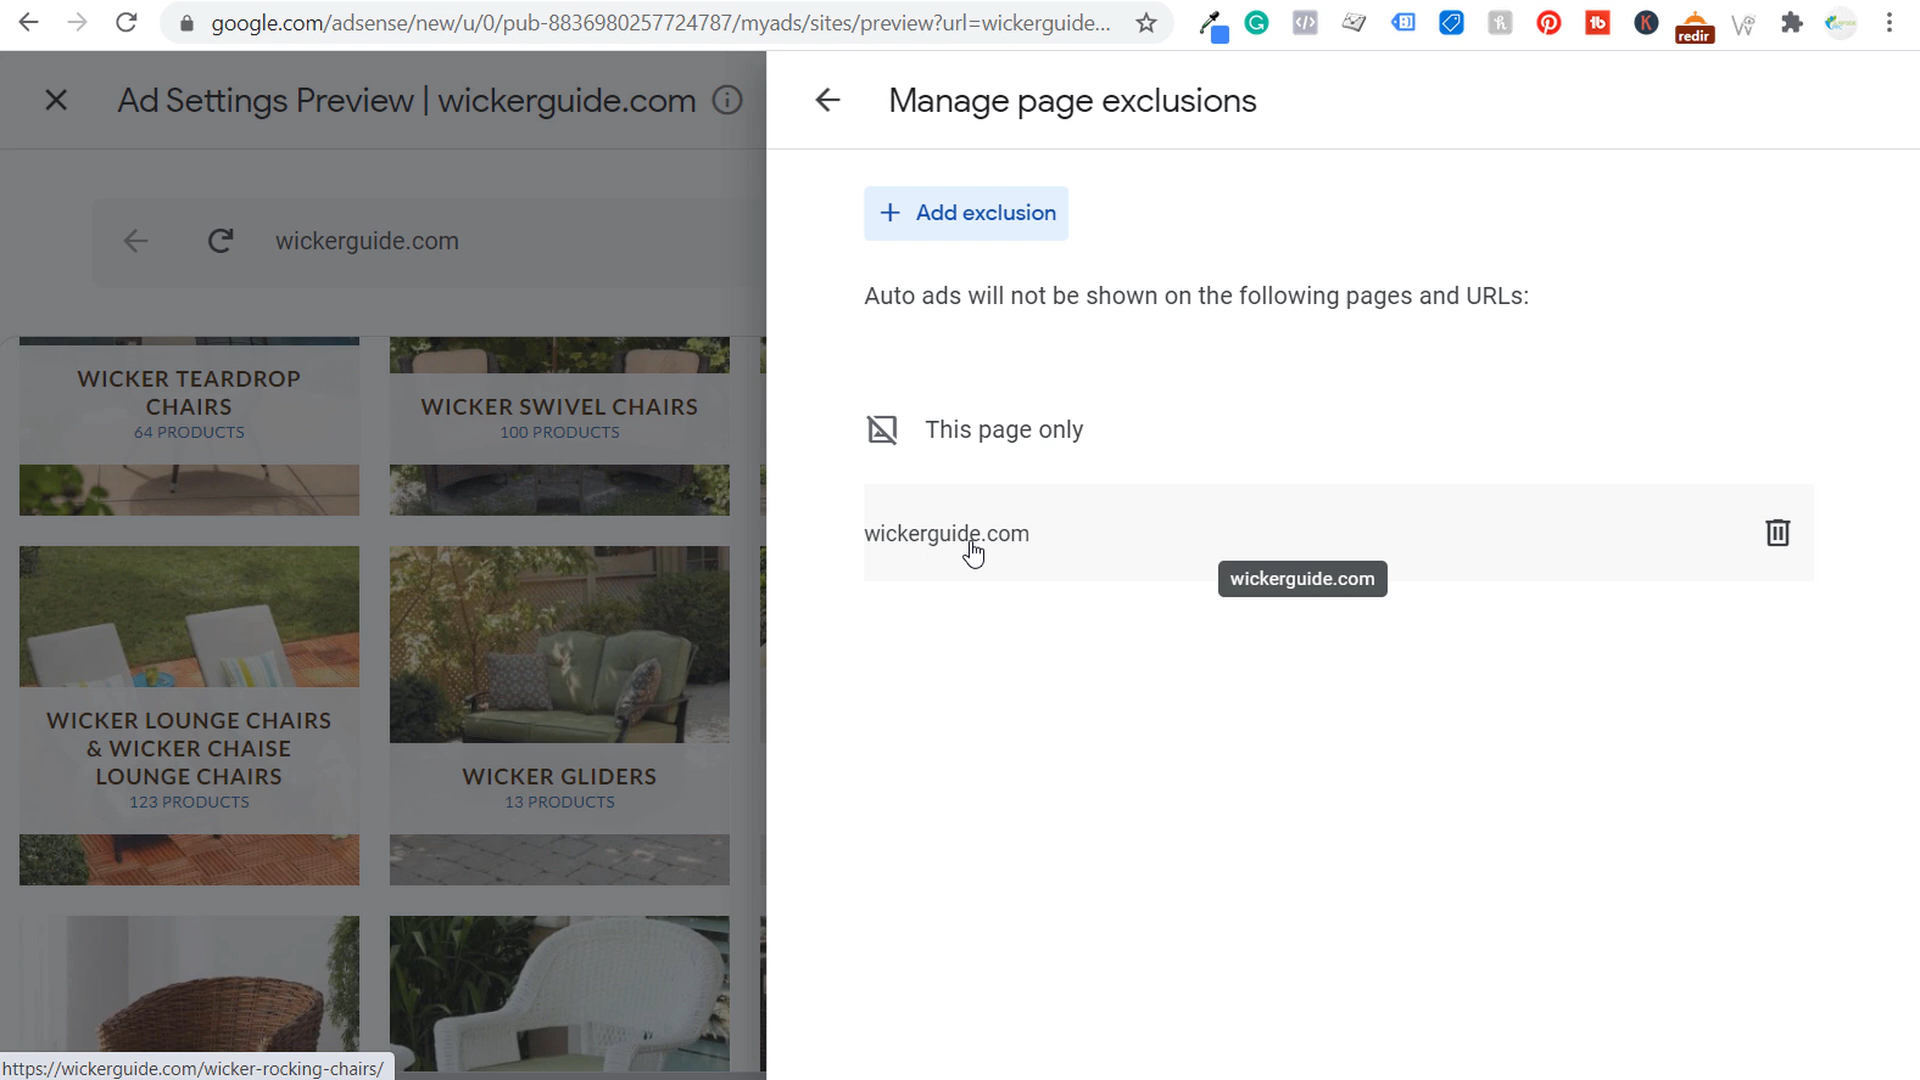 google.com/adsense/new/u/0/pub-8836980257724787/myads/sites/preview?url=wickerguide...
redir
Ad Settings Preview | wickerguide.com
Manage page exclusions
wickerguide.com
+ Add exclusion
Auto ads will not be shown on the following pages and URLs:
This page only
wickerguide.com
wickerguide.com
WICKER TEARDROP
CHAIRS
64 PRODUCTS
WICKER SWIVEL CHAIRS
100 PRODUCTS
WICKER LOUNGE CHAIRS
& WICKER CHAISE
LOUNGE CHAIRS
123 PRODUCTS
WICKER GLIDERS
13 PRODUCTS
https://wickerguide.com/wicker-rocking-chairs/